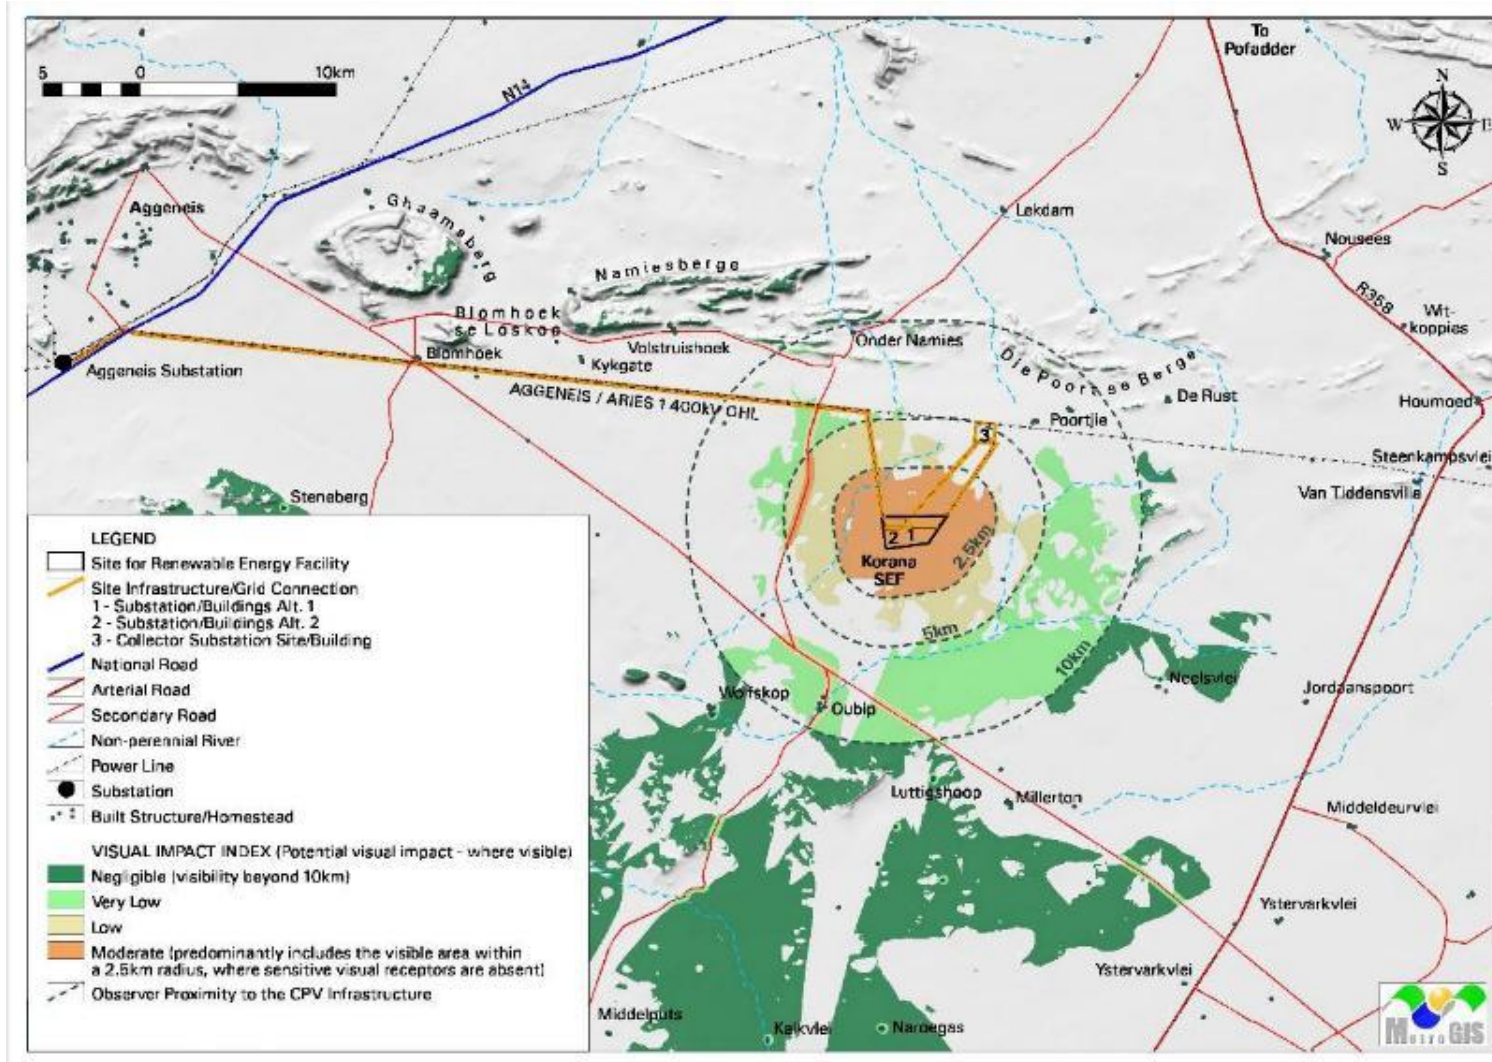 5 0 10km
N14
To
Pofadder
N
W E
S
Aggeneis
Ghaamsberg
Lekdam
Nousees
Namiesberge
R358
Blomhoek
se Loskop
Wit-
koppies
Onder Namies
Volstruishoek
Blomhoek
Kykgate
Aggeneis Substation
Die Poort se Berge
De Rust
Houmoed
AGGENEIS / ARIES 1 400kV OHL
Poortjie
3
Steenkampsvlei
Van Tiddensville
Steneberg
2 1
Korana
SEF
2.5km
5km
10km
Neelsvlei
Jordaanspoort
Wolfskop
Oubip
Luttigshoop
Millerton
Middeldeurvlei
Ystervarkvlei
Ystervarkvlei
Middelputs
Kalkvlei
Naroegas
LEGEND
Site for Renewable Energy Facility
Site Infrastructure/Grid Connection
1 - Substation/Buildings Alt. 1
2 - Substation/Buildings Alt. 2
3 - Collector Substation Site/Building
National Road
Arterial Road
Secondary Road
Non-perennial River
Power Line
Substation
Built Structure/Homestead
VISUAL IMPACT INDEX (Potential visual impact - where visible)
Negligible (visibility beyond 10km)
Very Low
Low
Moderate (predominantly includes the visible area within
a 2.5km radius, where sensitive visual receptors are absent)
Observer Proximity to the CPV Infrastructure
GIS